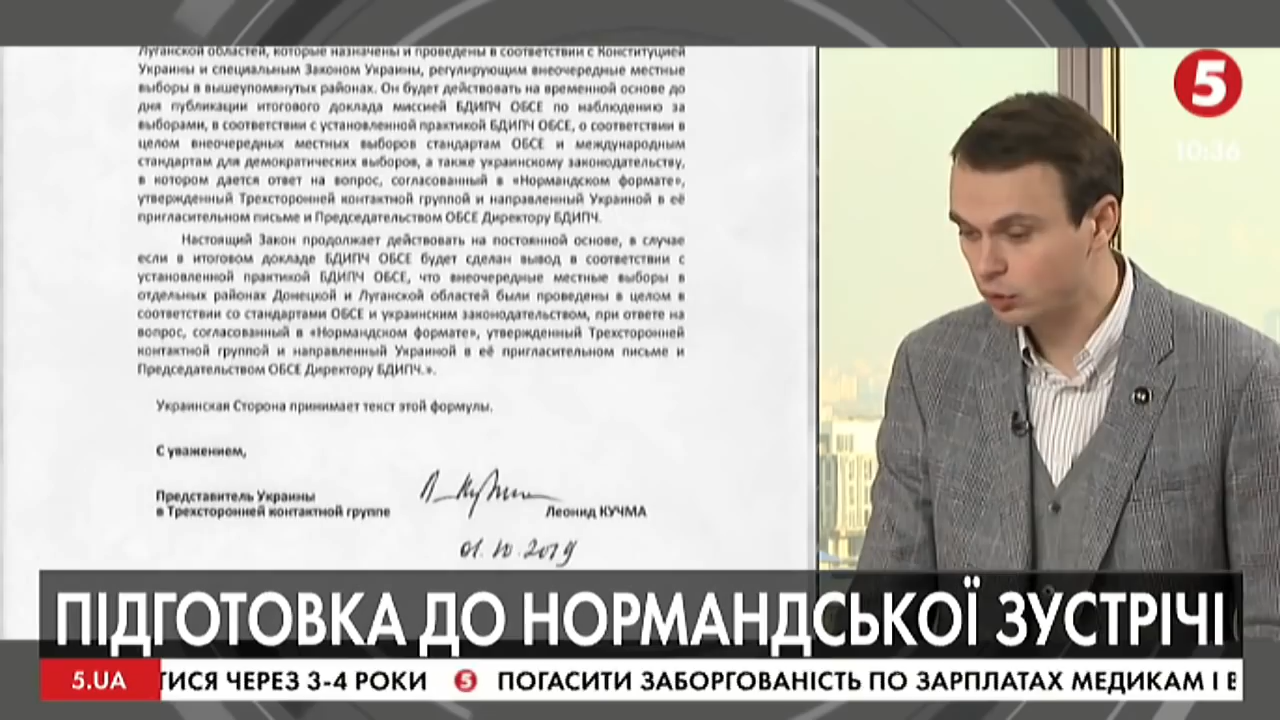 Луганской областей, которые назначены и проведены в соответствии с Конституцией
Украины и специальным Законом Украины, регулирующим внеочередные местные
выборы в вышеупомянутых районах. Он будет действовать на временной основе до
дня публикации итогового доклада миссией БДИПЧ ОБСЕ по наблюдению за
выборами, в соответствии с установленной практикой БДИПЧ ОБСЕ, о соответствии в
целом внеочередных местных выборов стандартам ОБСЕ и международным
стандартам для демократических выборов, а также украинскому законодательству,
в котором дается ответ на вопрос, согласованный в «Нормандском формате»,
утвержденный Трехсторонней контактной группой и направленный Украиной в её
пригласительном письме и Председательством ОБСЕ Директору БДИПЧ.
Настоящий Закон продолжает действовать на постоянной основе, в случае
если в итоговом докладе БДИПЧ ОБСЕ будет сделан вывод в соответствии с
установленной практикой БДИПЧ ОБСЕ, что внеочередные местные выборы в
отдельных районах Донецкой и Луганской областей были проведены в целом в
соответствии со стандартами ОБСЕ и украинским законодательством, при ответе на
вопрос, согласованный в «Нормандском формате», утвержденный Трехсторонней
контактной группой и направленный Украиной в её пригласительном письме и
Председательством ОБСЕ Директору БДИПЧ.».
Украинская Сторона принимает текст этой формулы.
С уважением,
Представитель Украины
в Трехсторонней контактной группе
Леонид КУЧМА
01.10.2019
5
10:36
ПІДГОТОВКА ДО НОРМАНДСЬКОЇ ЗУСТРІЧІ
5.UA ТИСЯ ЧЕРЕЗ 3-4 РОКИ 5 ПОГАСИТИ ЗАБОРГОВАНІСТЬ ПО ЗАРПЛАТАХ МЕДИКАМ І В